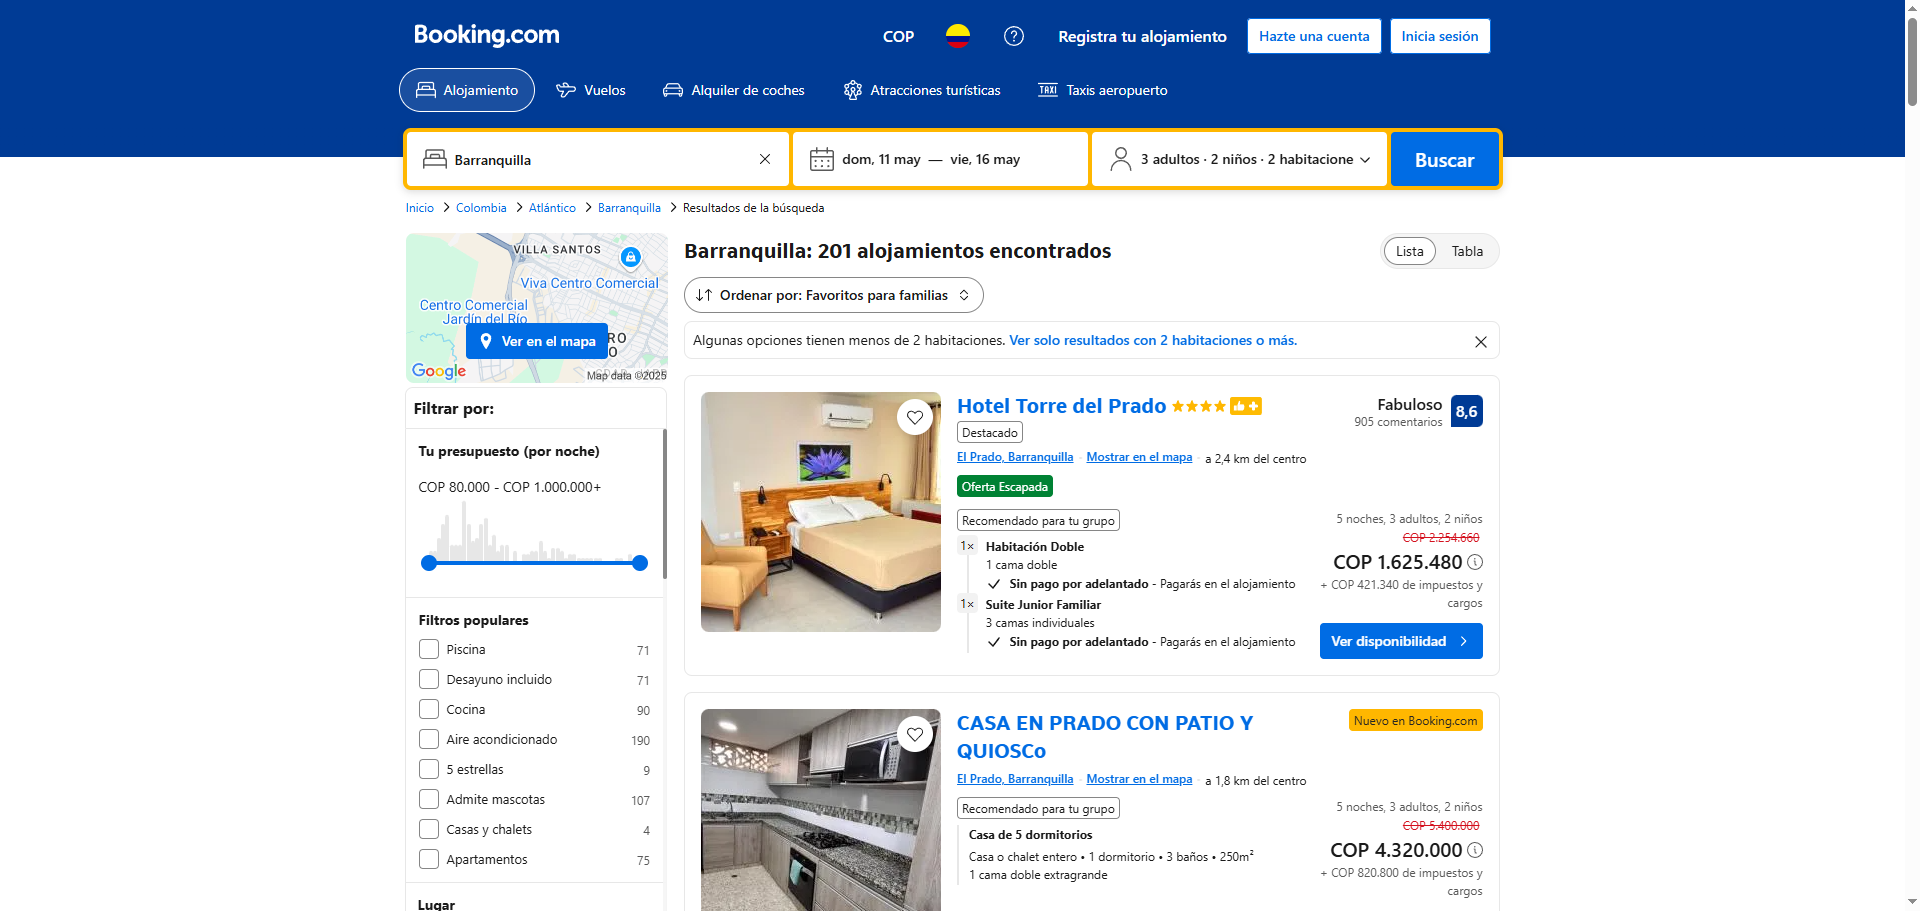 Booking.com
COP
Registra tu alojamiento
Hazte una cuenta
Inicia sesión
Alojamiento
Vuelos
Alquiler de coches
Atracciones turísticas
TAXI
Taxis aeropuerto
Barranquilla
dom, 11 may — vie, 16 may
3 adultos · 2 niños · 2 habitacione
Buscar
Inicio
Colombia
Atlántico
Barranquilla
Resultados de la búsqueda
VILLA SANTOS
Viva Centro Comercial
Centro Comercial
Jardín del Río
Ver en el mapa
RO
O
Google
Map data ©2025
Filtrar por:
Tu presupuesto (por noche)
COP 80.000 - COP 1.000.000+
Filtros populares
Piscina 71
Desayuno incluido 71
Cocina 90
Aire acondicionado 190
5 estrellas 9
Admite mascotas 107
Casas y chalets 4
Apartamentos 75
Lugar
Barranquilla: 201 alojamientos encontrados
Lista
Tabla
Ordenar por: Favoritos para familias
Algunas opciones tienen menos de 2 habitaciones. Ver solo resultados con 2 habitaciones o más.
Hotel Torre del Prado
Fabuloso
905 comentarios
8,6
Destacado
El Prado, Barranquilla · Mostrar en el mapa · a 2,4 km del centro
Oferta Escapada
Recomendado para tu grupo
1× Habitación Doble
1 cama doble
Sin pago por adelantado - Pagarás en el alojamiento
1× Suite Junior Familiar
3 camas individuales
Sin pago por adelantado - Pagarás en el alojamiento
5 noches, 3 adultos, 2 niños
COP 2.254.660
COP 1.625.480
+ COP 421.340 de impuestos y
cargos
Ver disponibilidad
CASA EN PRADO CON PATIO Y
QUIOSCo
Nuevo en Booking.com
El Prado, Barranquilla · Mostrar en el mapa · a 1,8 km del centro
Recomendado para tu grupo
Casa de 5 dormitorios
Casa o chalet entero • 1 dormitorio • 3 baños • 250m²
1 cama doble extragrande
5 noches, 3 adultos, 2 niños
COP 5.400.000
COP 4.320.000
+ COP 820.800 de impuestos y
cargos